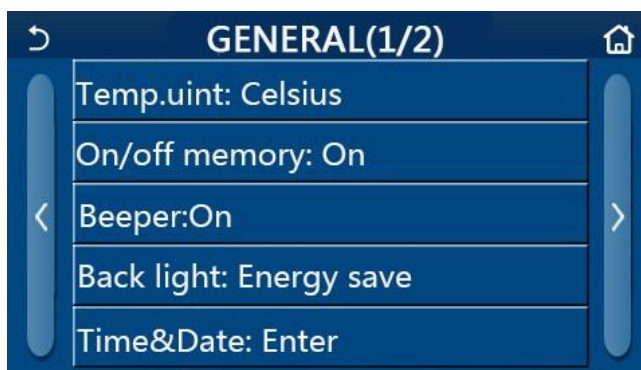 GENERAL(1/2)
Temp.uint: Celsius
On/off memory: On
Beeper:On
Back light: Energy save
Time&Date: Enter